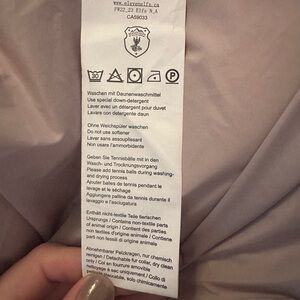 www.elevenelfs.ca
FW22_23 Elfs N_A
CA59033
30
P
Waschen mit Daunenwaschmittel
Use special down-detergent
Laver avec un détergent pour duvet
Lavare con detergente daun
Ohne Weichspüler waschen
Do not use softener
Laver sans assouplissant
Non usare l'ammorbidente
Geben Sie Tennisbälle mit in den
Wasch-und Trocknungsvorgang
Please add tennis balls during washing-
and drying process
Ajouter balles de tennis pendant le
lavage et le séchage
Aggiungere palline da tennis durante il
lavaggio e l'asciugatura
Enthält nicht-textile Teile tierischen
Ursprungs / Contains non-textile parts
of animal origin / Contient des parties
non textiles d'origine animale / Contiene
parti non tessili di origine animale
Abnehmbarer Pelzkragen, nur chemisch
reinigen / Detachable fur collar, dry clean
only / Col en fourrure amovible
nettoyage à sec uniquement / Collo di
pelliccia staccabile, solo chimicamente